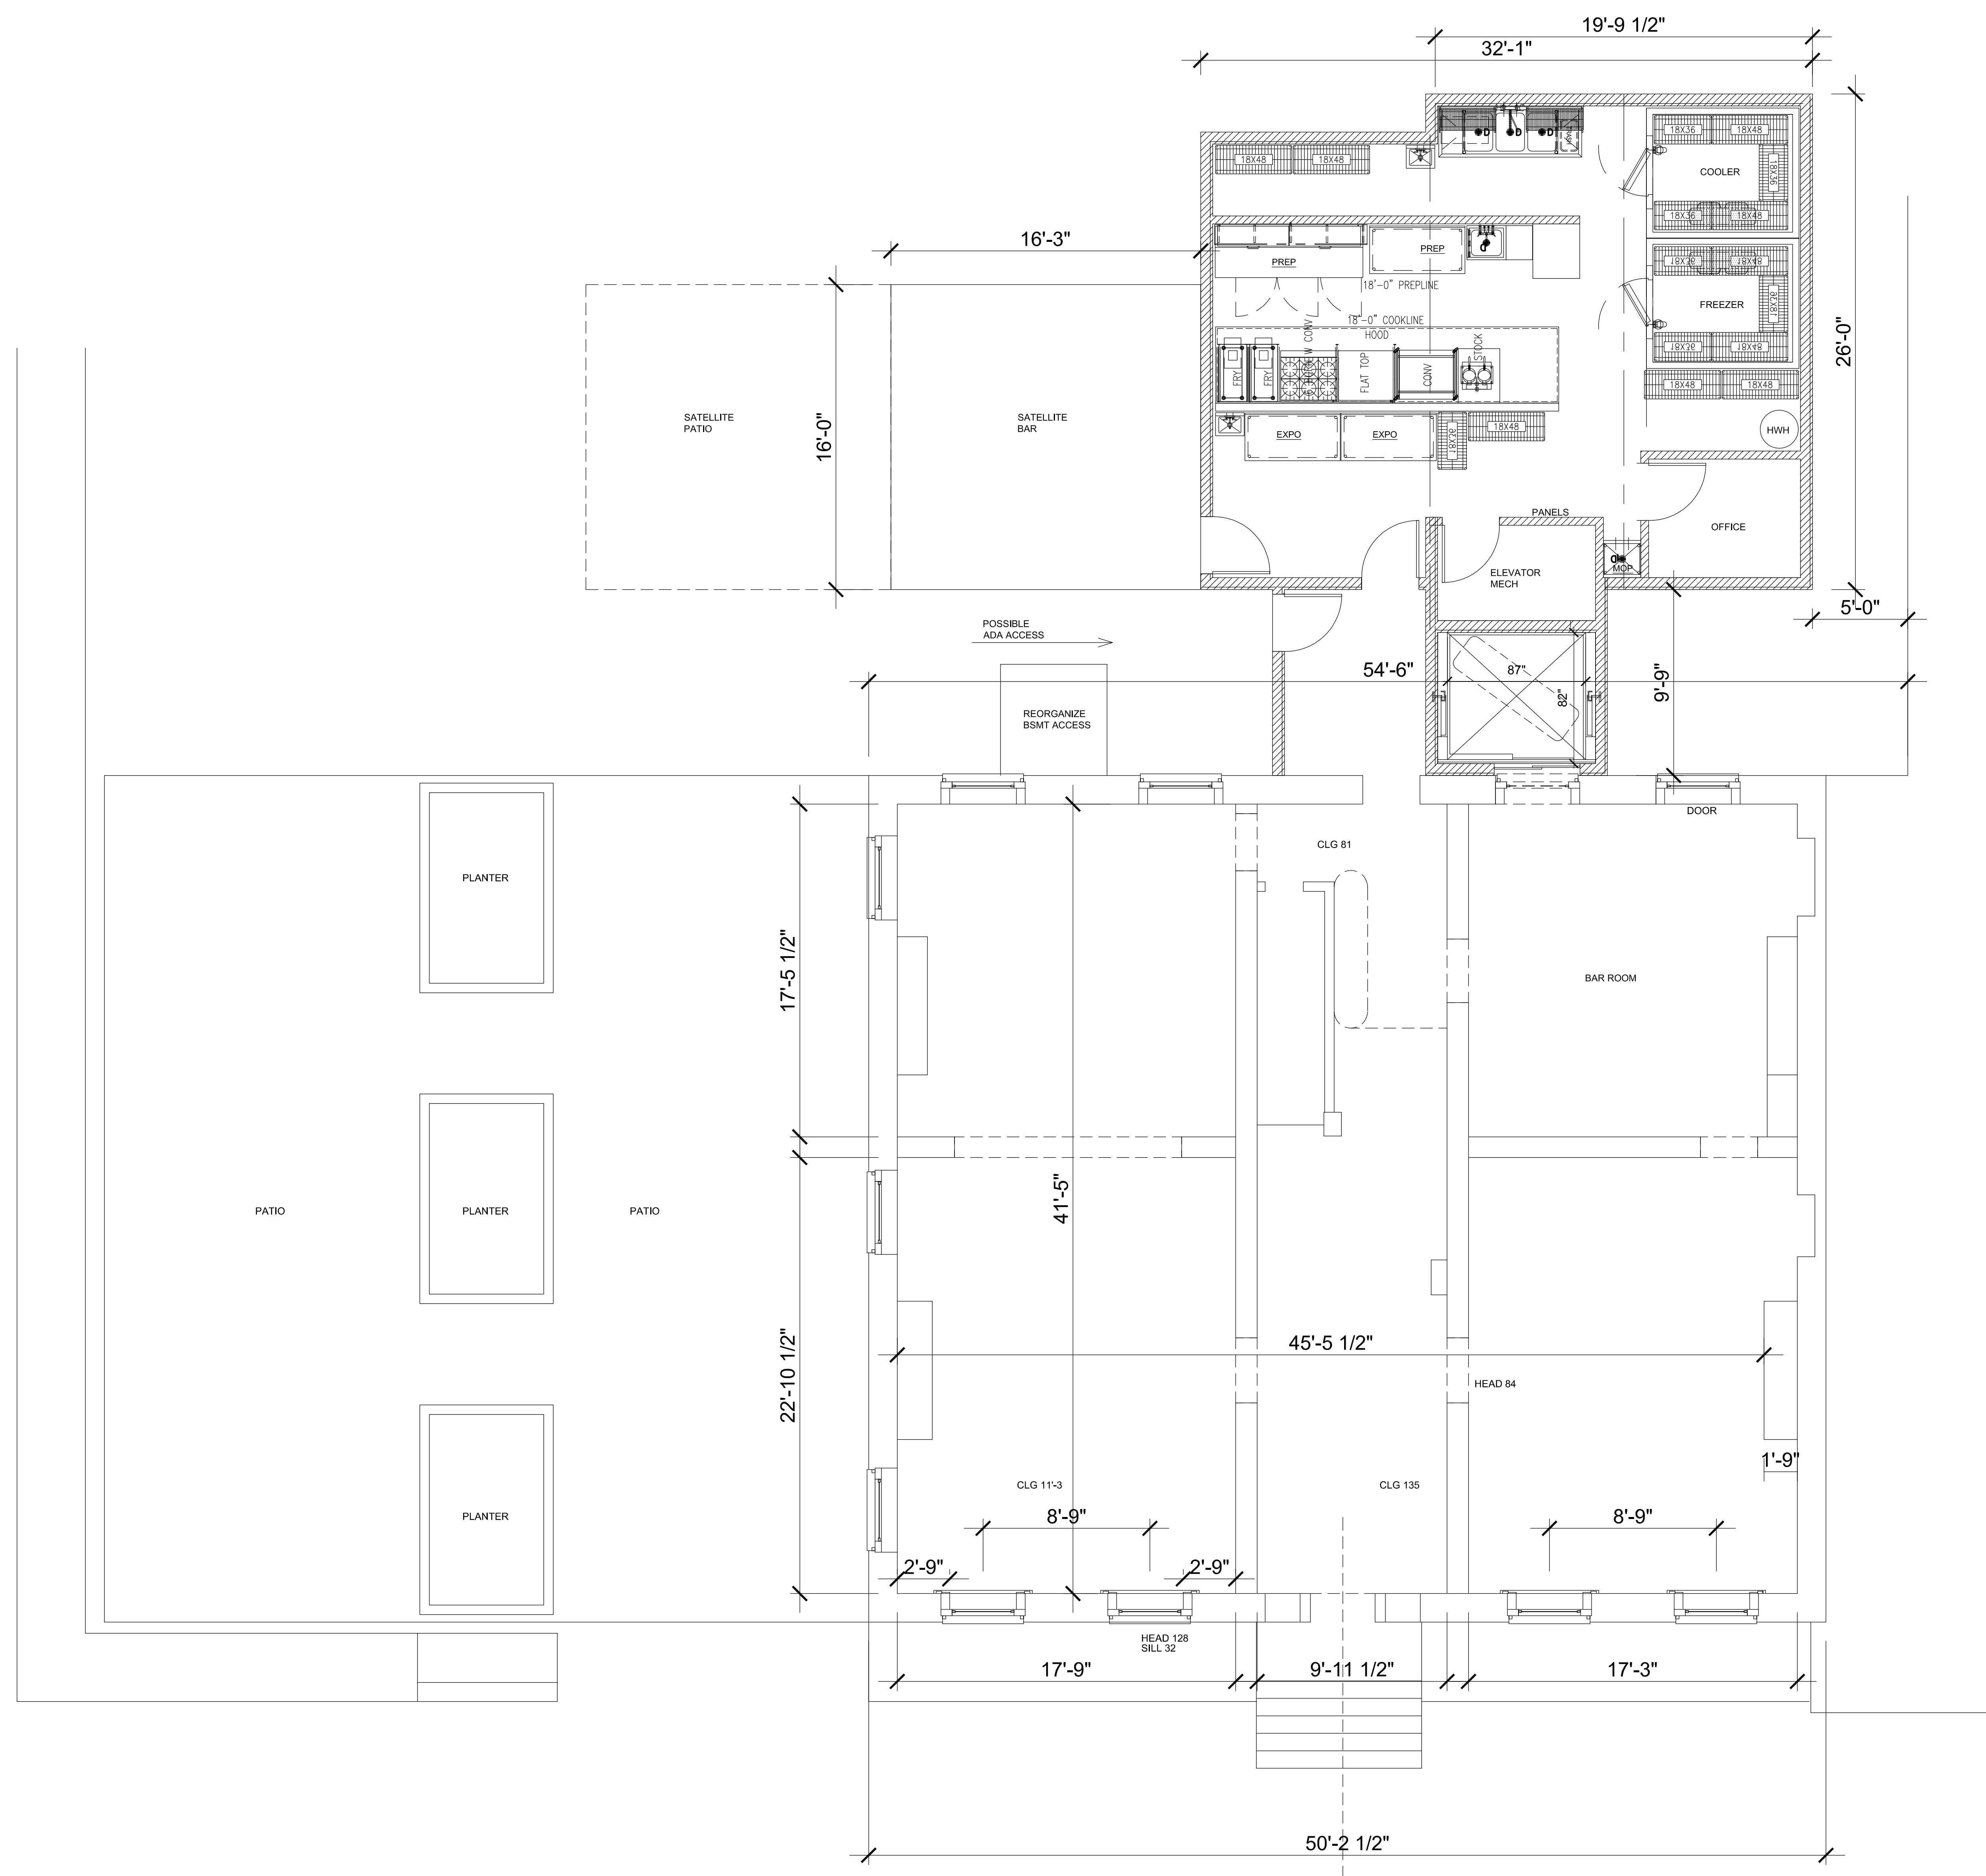 19'-9 1/2"
32'-1"
18X36
18X48
18X48
18X48
18X36
COOLER
18X36
18X48
16'-3"
PREP
PREP
18'-0" PREPLINE
18X36
18X48
FREEZER
18X36
18'-0" COOKLINE
HOOD
18X36
18X48
26'-0"
FRY
FRY
FLAT TOP
CONV
STOCK
18X48
18X48
SATELLITE
PATIO
16'-0"
SATELLITE
BAR
EXPO
EXPO
18X36
18X48
HWH
PANELS
OFFICE
MOP
ELEVATOR
MECH
5'-0"
POSSIBLE
ADA ACCESS
54'-6"
87"
82"
9'-9"
REORGANIZE
BSMT ACCESS
DOOR
CLG 81
PLANTER
17'-5 1/2"
BAR ROOM
PATIO
PLANTER
PATIO
41'-5"
45'-5 1/2"
22'-10 1/2"
HEAD 84
1'-9"
CLG 11'-3
CLG 135
PLANTER
8'-9"
8'-9"
2'-9"
2'-9"
HEAD 128
SILL 32
17'-9"
9'-11 1/2"
17'-3"
50'-2 1/2"